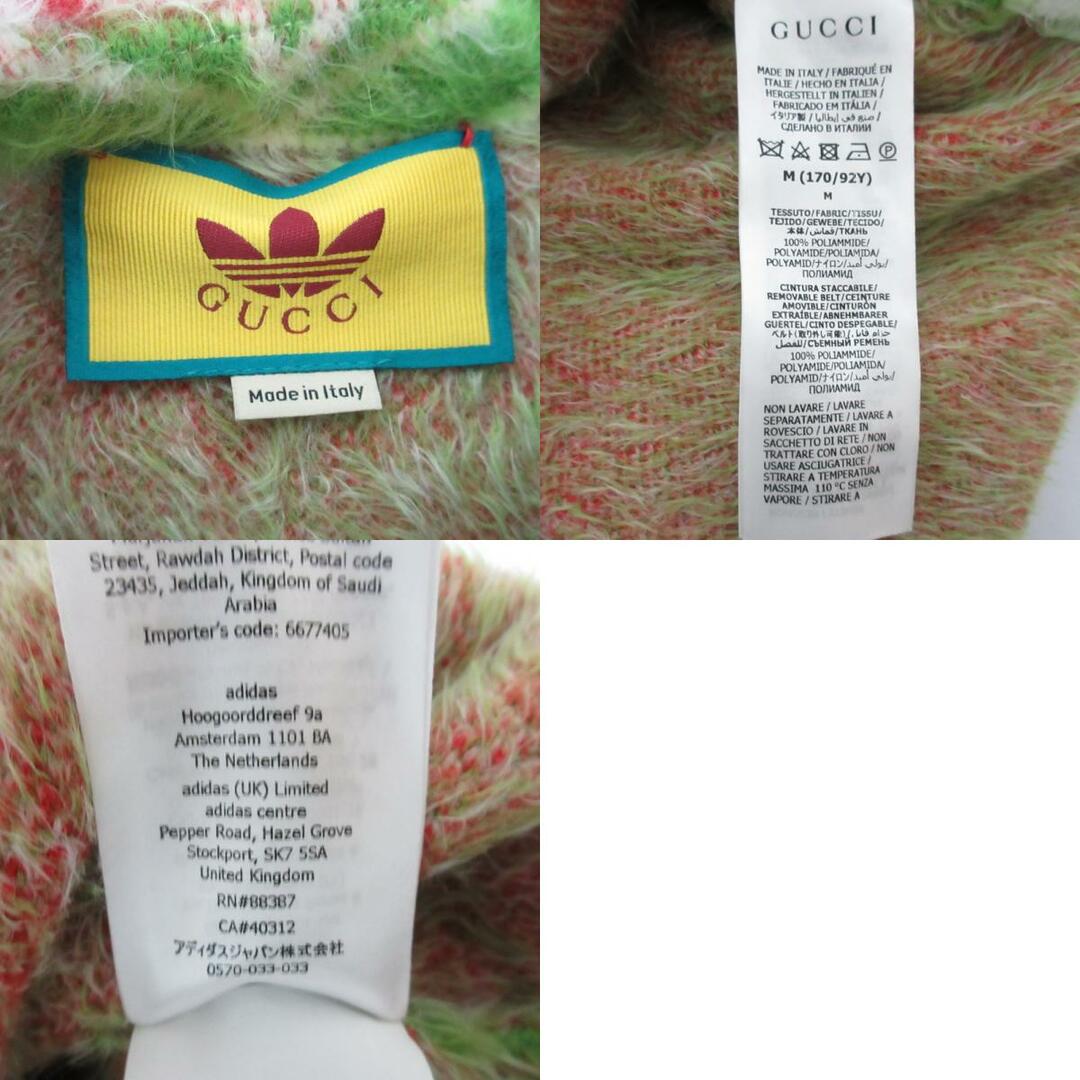 GUCCI
Made in Italy
GUCCI
MADE IN ITALY / FABRIQUÉ EN
ITALIE / HECHO EN ITALIA /
HERGESTELLT IN ITALIEN /
FABRICADO EM ITÁLIA /
イタリア製 / صنع في ايطاليا /
СДЕЛАНО В ИТАЛИИ
P
M (170/92Y)
M
TESSUTO/FABRIC/TISSU/
TEJIDO/GEWEBE/TECIDO/
本体/قماش/ТКАНЬ
100% POLIAMMIDE/
POLYAMIDE/POLIAMIDA/
POLYAMID/ナイロン/بولي أميد/
ПОЛИАМИД
CINTURA STACCABILE/
REMOVABLE BELT/CEINTURE
AMOVIBLE/CINTURÓN
EXTRAÍBLE/ABNEHMBARER
GUERTEL/CINTO DESPEGABLE/
ベルト(取り外し可能)/حزام قابل
للفصل/СЪЕМНЫЙ РЕМЕНЬ
100% POLIAMMIDE/
POLYAMIDE/POLIAMIDA/
POLYAMID/ナイロン/بولي أميد/
ПОЛИАМИД
NON LAVARE / LAVARE
SEPARATAMENTE / LAVARE A
ROVESCIO / LAVARE IN
SACCHETTO DI RETE / NON
TRATTARE CON CLORO / NON
USARE ASCIUGATRICE /
STIRARE A TEMPERATURA
MASSIMA 110 °C SENZA
VAPORE / STIRARE A
Street, Rawdah District, Postal code
23435, Jeddah, Kingdom of Saudi
Arabia
Importer's code: 6677405
adidas
Hoogoorddreef 9a
Amsterdam 1101 BA
The Netherlands
adidas (UK) Limited
adidas centre
Pepper Road, Hazel Grove
Stockport, SK7 5SA
United Kingdom
RN#88387
CA#40312
アディダスジャパン株式会社
0570-033-033